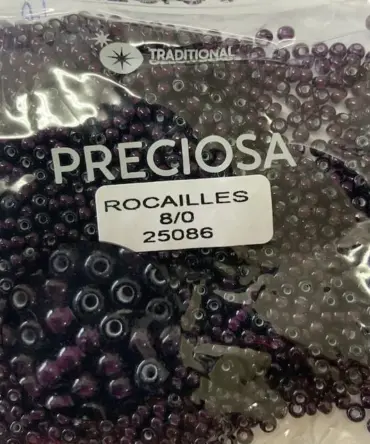 TRADITIONAL
PRECIOSA
ROCAILLES
8/0
25086